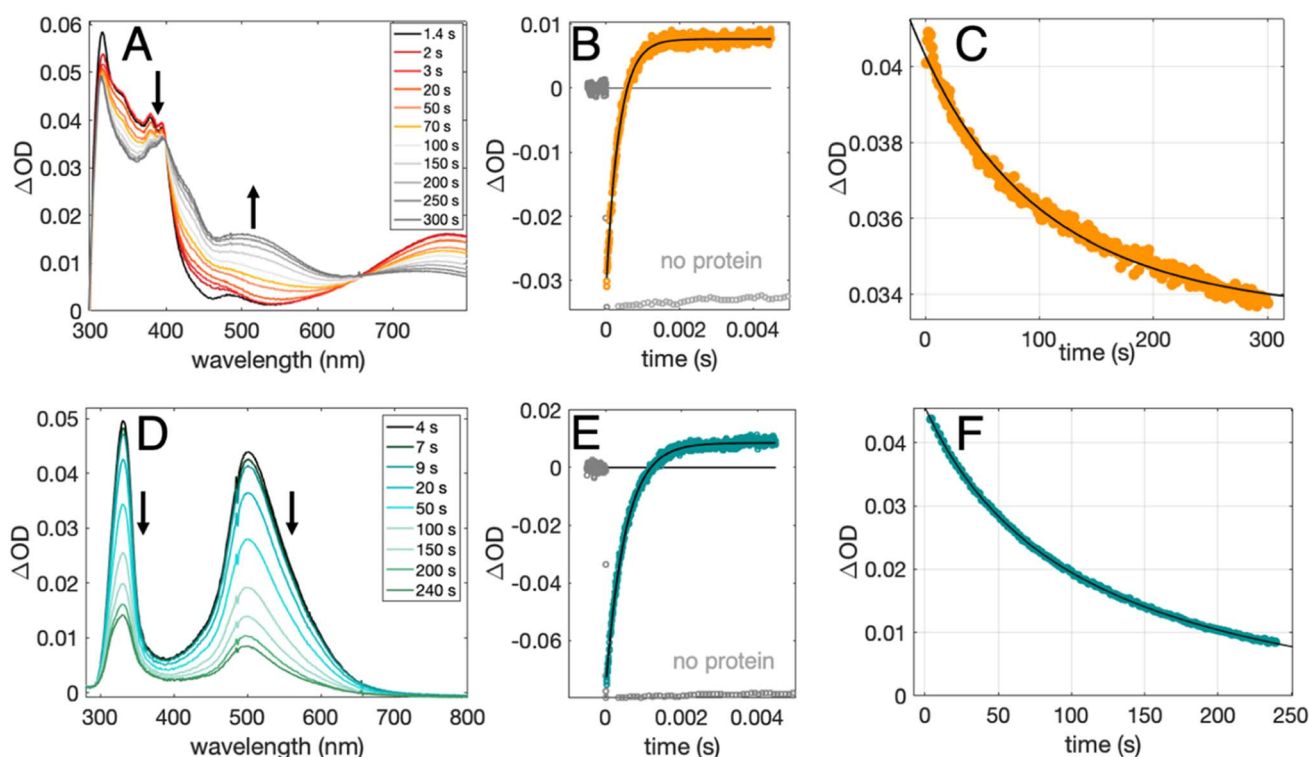 A
ΔOD
0.06
0.05
0.04
0.03
0.02
0.01
0
300 400 500 600 700
wavelength (nm)
1.4 s
2 s
3 s
20 s
50 s
70 s
100 s
150 s
200 s
250 s
300 s
B
ΔOD
0.01
0
-0.01
-0.02
-0.03
no protein
0 0.002 0.004
time (s)
C
ΔOD
0.04
0.038
0.036
0.034
0 100 200 300
time (s)
D
ΔOD
0.05
0.04
0.03
0.02
0.01
0
300 400 500 600 700 800
wavelength (nm)
4 s
7 s
9 s
20 s
50 s
100 s
150 s
200 s
240 s
E
ΔOD
0.02
0
-0.02
-0.04
-0.06
no protein
0 0.002 0.004
time (s)
F
ΔOD
0.04
0.03
0.02
0.01
0
0 50 100 150 200 250
time (s)